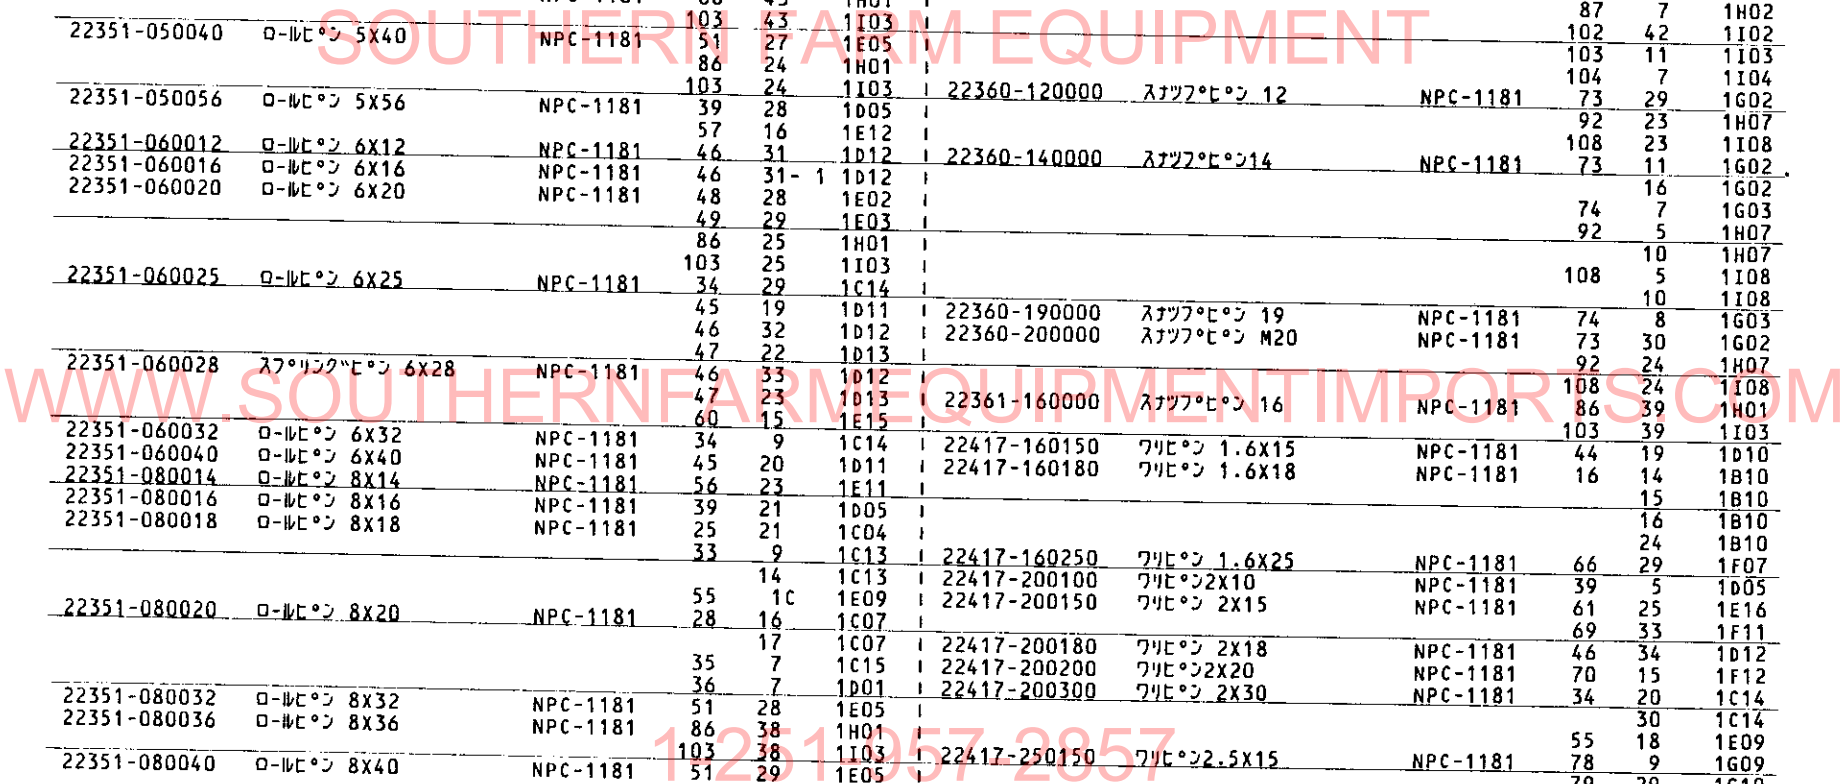 SOUTHERN FARM EQUIPMENT
103 43 1I03
22351-050040 ロールピン 5X40 NPC-1181 51 27 1E05
86 24 1H01
103 24 1I03
22351-050056 ロールピン 5X56 NPC-1181 39 28 1D05
57 16 1E12
22351-060012 ロールピン 6X12 NPC-1181 46 31 1D12
22351-060016 ロールピン 6X16 NPC-1181 46 31- 1 1D12
22351-060020 ロールピン 6X20 NPC-1181 48 28 1E02
49 29 1E03
86 25 1H01
103 25 1I03
22351-060025 ロールピン 6X25 NPC-1181 34 29 1C14
45 19 1D11
46 32 1D12
47 22 1D13
22351-060028 スプリングピン 6X28 NPC-1181 46 33 1D12
47 23 1D13
60 15 1E15
22351-060032 ロールピン 6X32 NPC-1181 34 9 1C14
22351-060040 ロールピン 6X40 NPC-1181 45 20 1D11
22351-080014 ロールピン 8X14 NPC-1181 56 23 1E11
22351-080016 ロールピン 8X16 NPC-1181 39 21 1D05
22351-080018 ロールピン 8X18 NPC-1181 25 21 1C04
33 9 1C13
14 1C13
55 1C 1E09
22351-080020 ロールピン 8X20 NPC-1181 28 16 1C07
17 1C07
35 7 1C15
36 7 1D01
22351-080032 ロールピン 8X32 NPC-1181 51 28 1E05
22351-080036 ロールピン 8X36 NPC-1181 86 38 1H01
103 38 1I03
22351-080040 ロールピン 8X40 NPC-1181 51 29 1E05
87 7 1H02
102 42 1I02
103 11 1I03
104 7 1I04
22360-120000 スナツプピン 12 NPC-1181 73 29 1G02
92 23 1H07
108 23 1I08
22360-140000 スナツプピン14 NPC-1181 73 11 1G02
16 1G02
74 7 1G03
92 5 1H07
10 1H07
108 5 1I08
10 1I08
22360-190000 スナツプピン 19 NPC-1181 74 8 1G03
22360-200000 スナツプピン M20 NPC-1181 73 30 1G02
92 24 1H07
108 24 1I08
22361-160000 スナツプピン 16 NPC-1181 86 39 1H01
103 39 1I03
22417-160150 ワリピン 1.6X15 NPC-1181 44 19 1D10
22417-160180 ワリピン 1.6X18 NPC-1181 16 14 1B10
15 1B10
16 1B10
24 1B10
22417-160250 ワリピン 1.6X25 NPC-1181 66 29 1F07
22417-200100 ワリピン2X10 NPC-1181 39 5 1D05
22417-200150 ワリピン 2X15 NPC-1181 61 25 1E16
69 33 1F11
22417-200180 ワリピン 2X18 NPC-1181 46 34 1D12
22417-200200 ワリピン2X20 NPC-1181 70 15 1F12
22417-200300 ワリピン 2X30 NPC-1181 34 20 1C14
30 1C14
55 18 1E09
22417-250150 ワリピン2.5X15 NPC-1181 78 9 1G09
WWW.SOUTHERNFARMEQUIPMENTIMPORTS.COM
1-251-957-2857